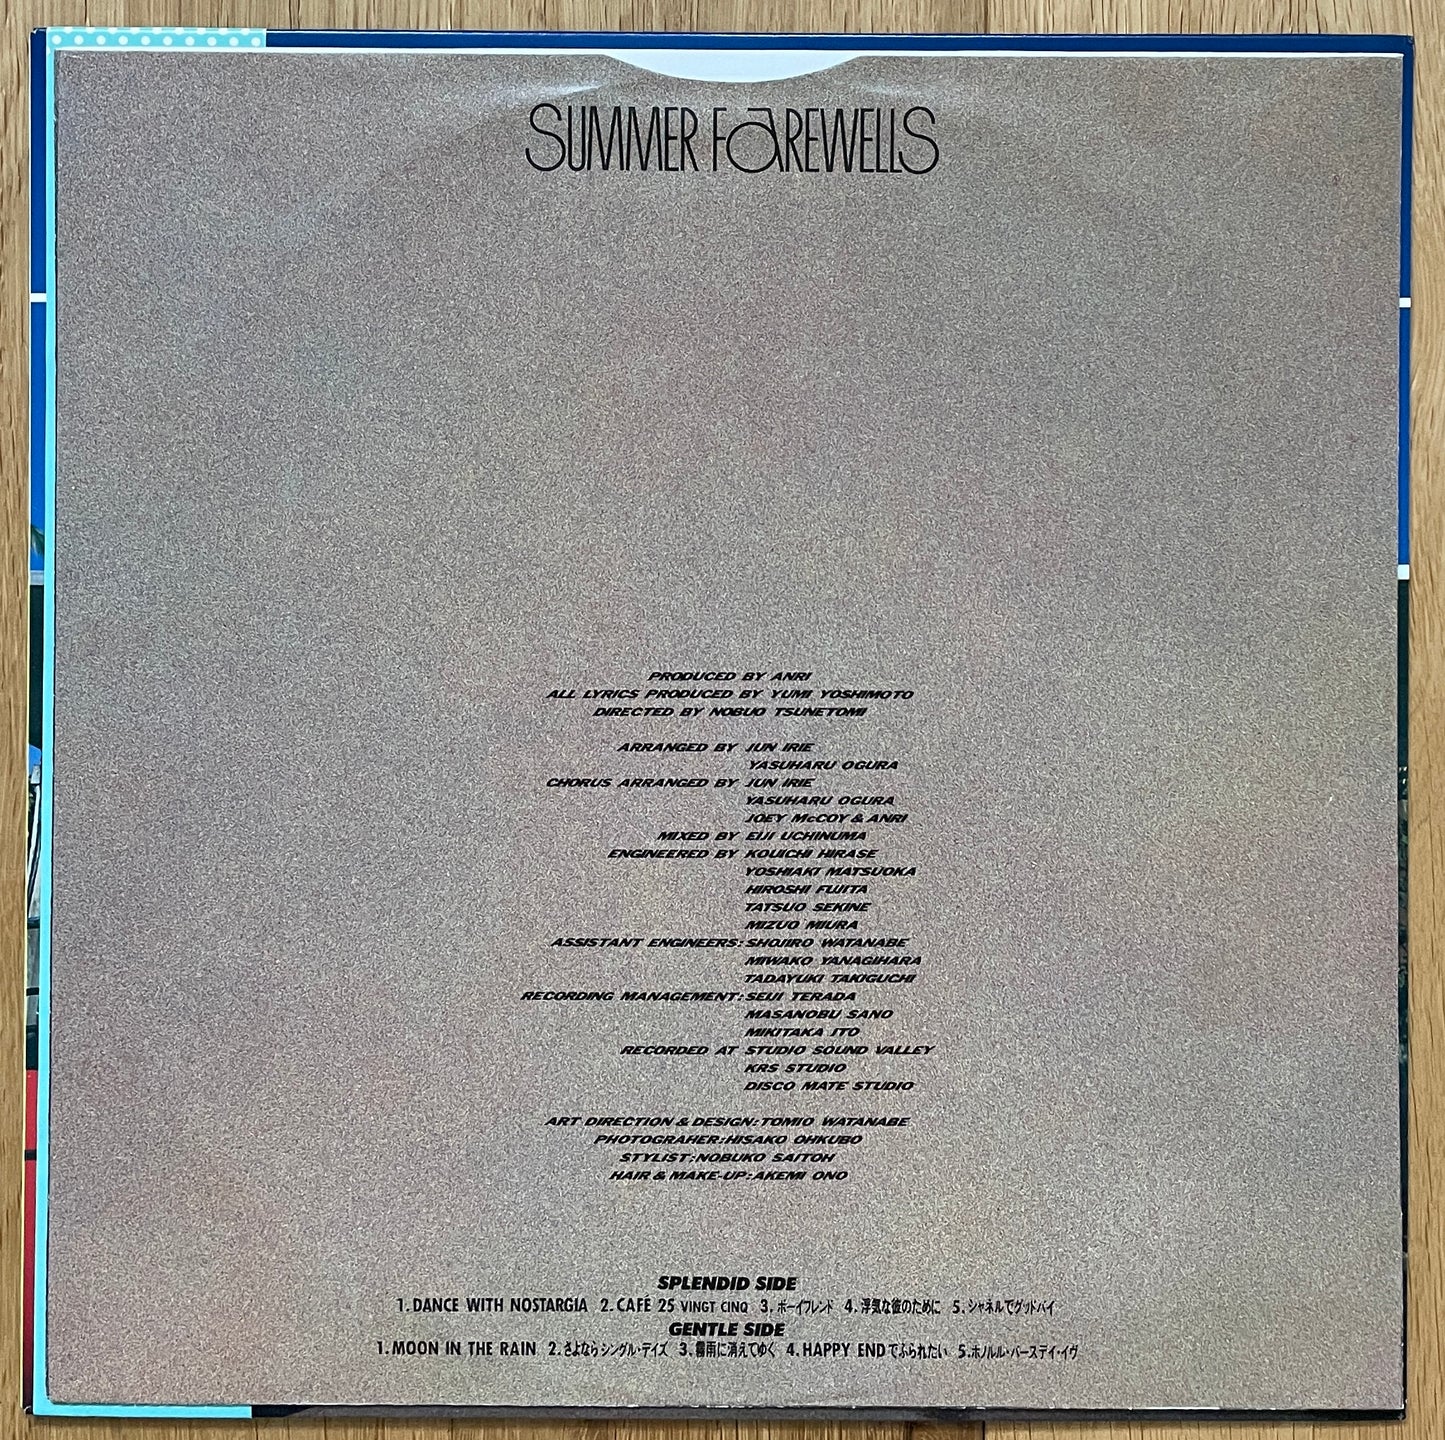 SUMMER FAREWELLS
PRODUCED BY ANRI
ALL LYRICS PRODUCED BY YUMI YOSHIMOTO
DIRECTED BY NOBUO TSUNETOMI
ARRANGED BY JUN IRIE
YASUHARU OGURA
CHORUS ARRANGED BY JUN IRIE
YASUHARU OGURA
JOEY McCOY & ANRI
MIXED BY EIJI UCHINUMA
ENGINEERED BY KOUICHI HIRASE
YOSHIAKI MATSUOKA
HIROSHI FUJITA
TATSUO SEKINE
MIZUO MIURA
ASSISTANT ENGINEERS: SHOJIRO WATANABE
MIWAKO YANAGIHARA
TADAYUKI TAKIGUCHI
RECORDING MANAGEMENT: SEIJI TERADA
MASANOBU SANO
MIKITAKA ITO
RECORDED AT STUDIO SOUND VALLEY
KRS STUDIO
DISCO MATE STUDIO
ART DIRECTION & DESIGN: TOMIO WATANABE
PHOTOGRAHER: HISAKO OHKUBO
STYLIST: NOBUKO SAITOH
HAIR & MAKE-UP: AKEMI ONO
SPLENDID SIDE
1. DANCE WITH NOSTARGIA 2. CAFÉ 25 VINGT CINQ 3. ボーイフレンド 4. 浮気な彼のために 5. シャネルでグッドバイ
GENTLE SIDE
1. MOON IN THE RAIN 2. さよならシングル・デイズ 3. 霧雨に消えてゆく 4. HAPPY ENDでふられたい 5. ホノルル・バースデイ・イヴ